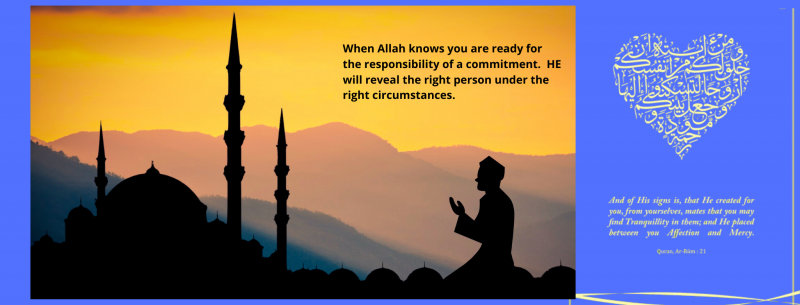 When Allah knows you are ready for
the responsibility of a commitment. HE
will reveal the right person under the
right circumstances.
وَمِنْ ءَايَـٰتِهِۦٓ أَنْ
خَلَقَ لَكُم مِّنْ أَنفُسِكُمْ
أَزْوَٰجًا لِّتَسْكُنُوٓا۟ إِلَيْهَا
وَجَعَلَ بَيْنَكُم
مَّوَدَّةً وَ
رَحْمَةً
And of His signs is, that He created for
you, from yourselves, mates that you may
find Tranquillity in them; and He placed
between you Affection and Mercy.
Quran, Ar-Rūm : 21